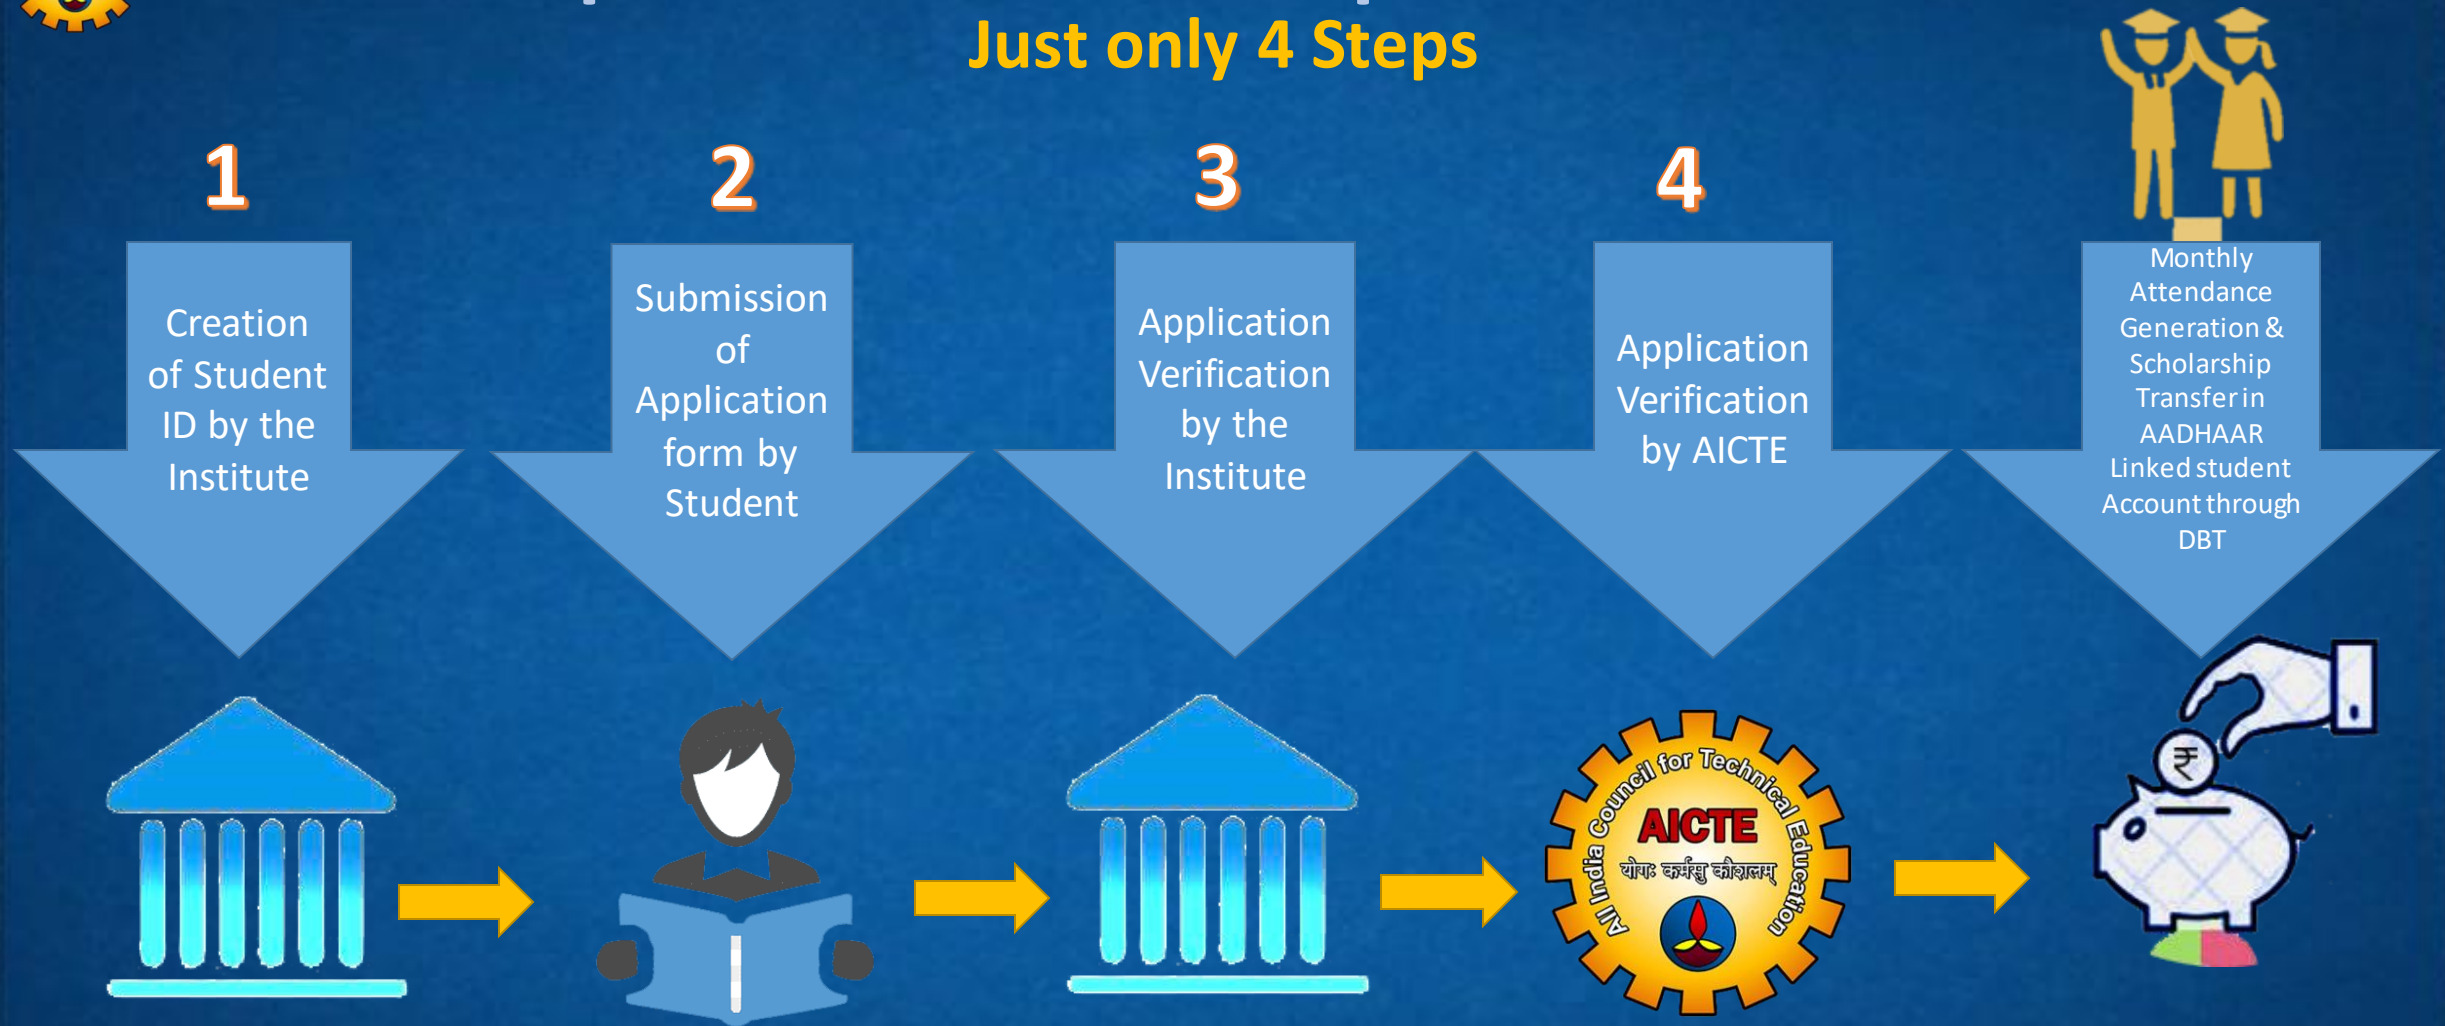 Just only 4 Steps
1
2
3
4
Creation
of Student
ID by the
Institute
Submission
of
Application
form by
Student
Application
Verification
by the
Institute
Application
Verification
by AICTE
Monthly
Attendance
Generation &
Scholarship
Transfer in
AADHAAR
Linked student
Account through
DBT
All India Council for Technical Education
AICTE
योगः कर्मसु कौशलम्
₹